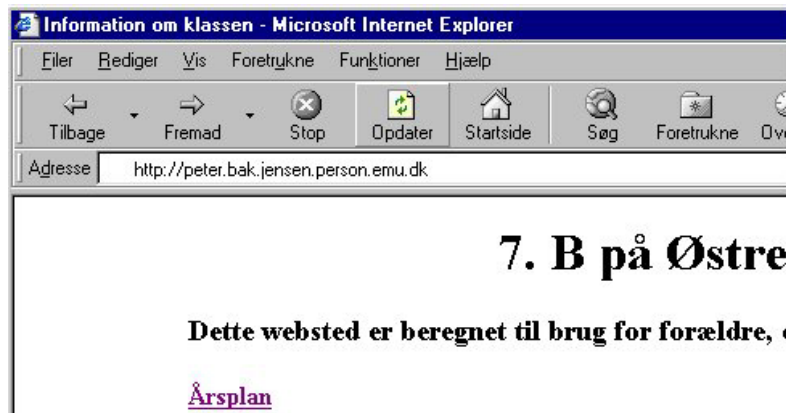 Information om klassen - Microsoft Internet Explorer
Filer Rediger Vis Foretrukne Funktioner Hjælp
Tilbage Fremad Stop Opdater Startside Søg Foretrukne
Adresse http://peter.bak.jensen.person.emu.dk
7. B på Østre
Dette websted er beregnet til brug for forældre,
Årsplan